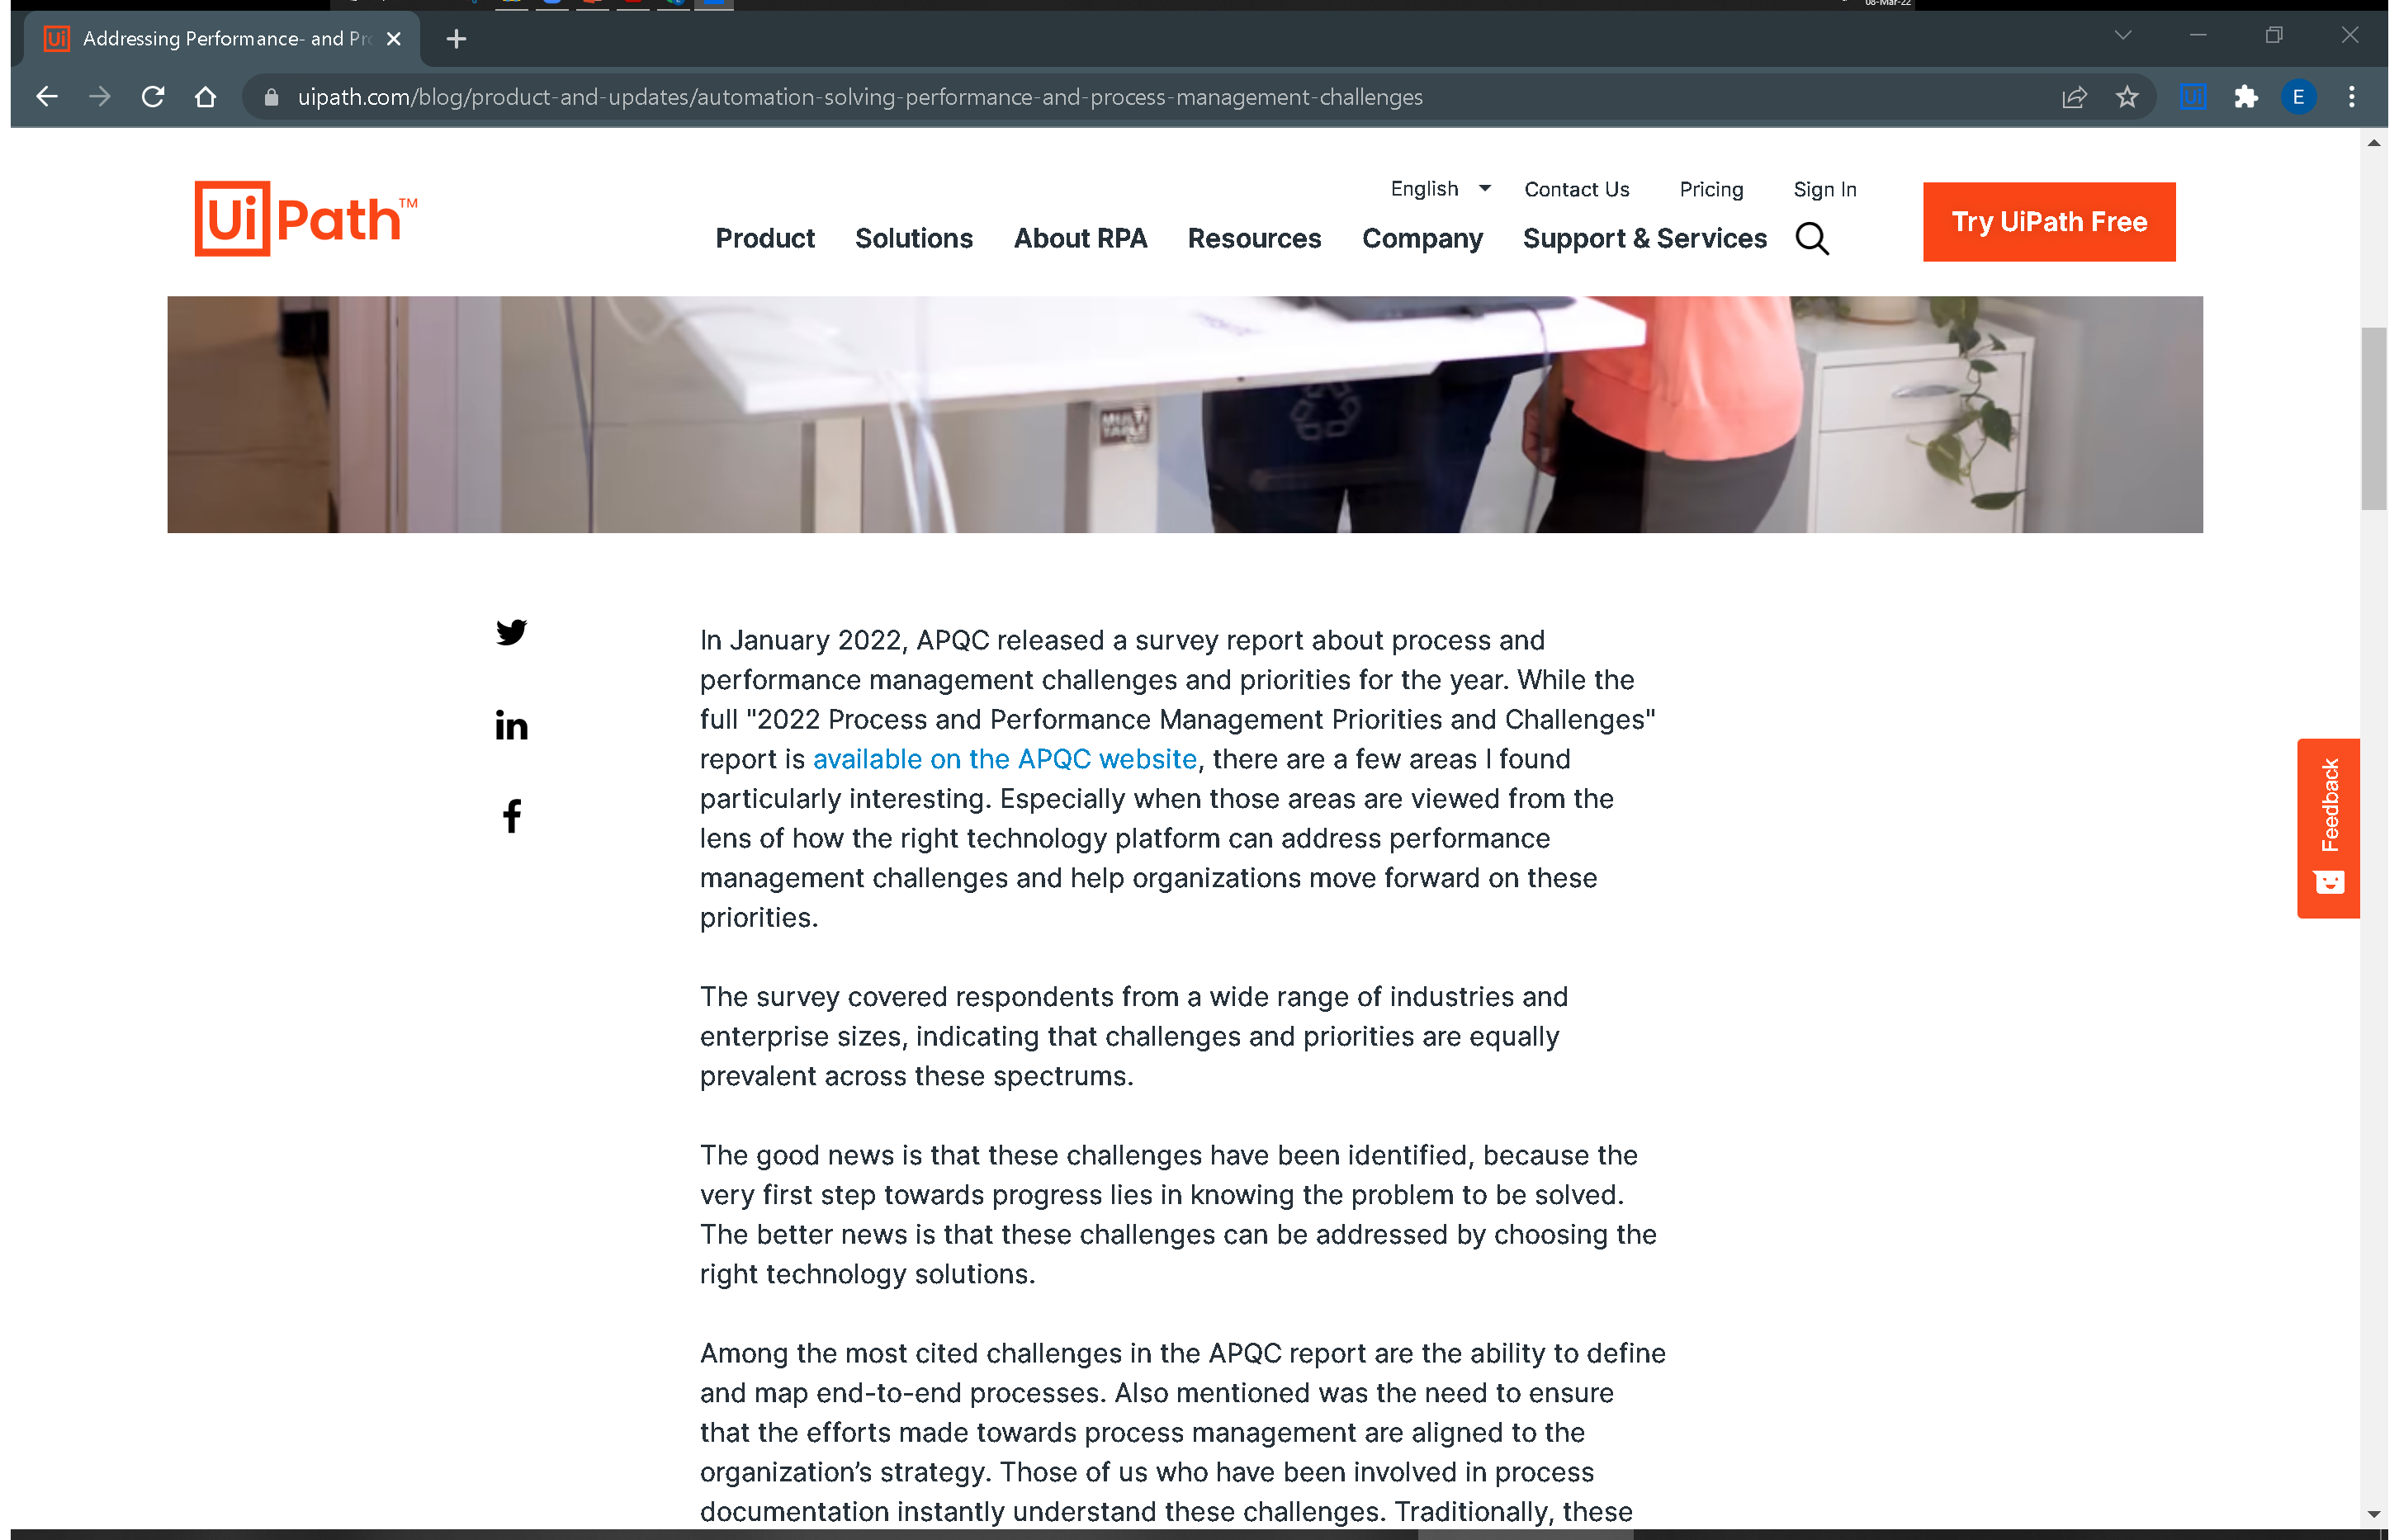 08-Mar-22
Ui Addressing Performance- and Pr
uipath.com/blog/product-and-updates/automation-solving-performance-and-process-management-challenges
Ui
E
English
Contact Us
Pricing
Sign In
UiPath™
Product
Solutions
About RPA
Resources
Company
Support & Services
Try UiPath Free
MULTI
TABLE
In January 2022, APQC released a survey report about process and
performance management challenges and priorities for the year. While the
full "2022 Process and Performance Management Priorities and Challenges"
report is available on the APQC website, there are a few areas I found
particularly interesting. Especially when those areas are viewed from the
lens of how the right technology platform can address performance
management challenges and help organizations move forward on these
priorities.
Feedback
The survey covered respondents from a wide range of industries and
enterprise sizes, indicating that challenges and priorities are equally
prevalent across these spectrums.
The good news is that these challenges have been identified, because the
very first step towards progress lies in knowing the problem to be solved.
The better news is that these challenges can be addressed by choosing the
right technology solutions.
Among the most cited challenges in the APQC report are the ability to define
and map end-to-end processes. Also mentioned was the need to ensure
that the efforts made towards process management are aligned to the
organization’s strategy. Those of us who have been involved in process
documentation instantly understand these challenges. Traditionally, these